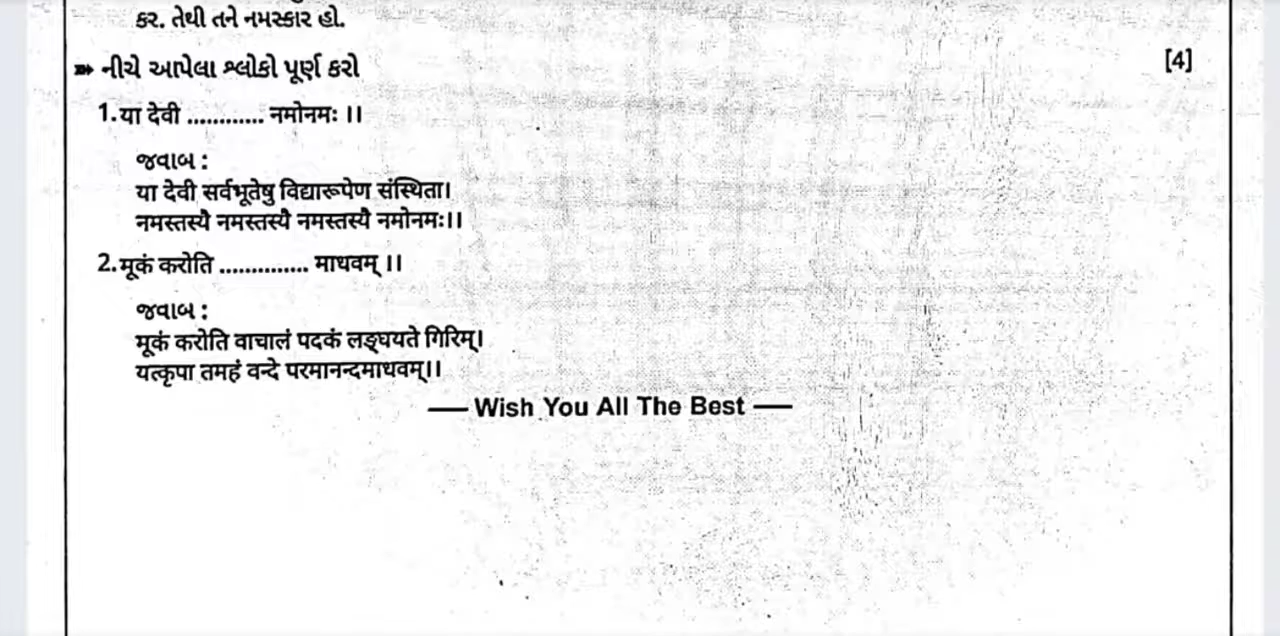 કર. તેથી તને નમસ્કાર હો.
➽ નીચે આપેલા શ્લોકો પૂર્ણ કરો [4]
1. या देवी ............ नमोनमः ।।
જવાબ :
या देवी सर्वभूतेषु विद्यारूपेण संस्थिता।
नमस्तस्यै नमस्तस्यै नमस्तस्यै नमोनमः।।
2. मूकं करोति .............. माधवम् ।।
જવાબ :
मूकं करोति वाचालं पदकं लङ्घयते गिरिम्।
यत्कृपा तमहं वन्दे परमानन्दमाधवम्।।
—— Wish You All The Best ——